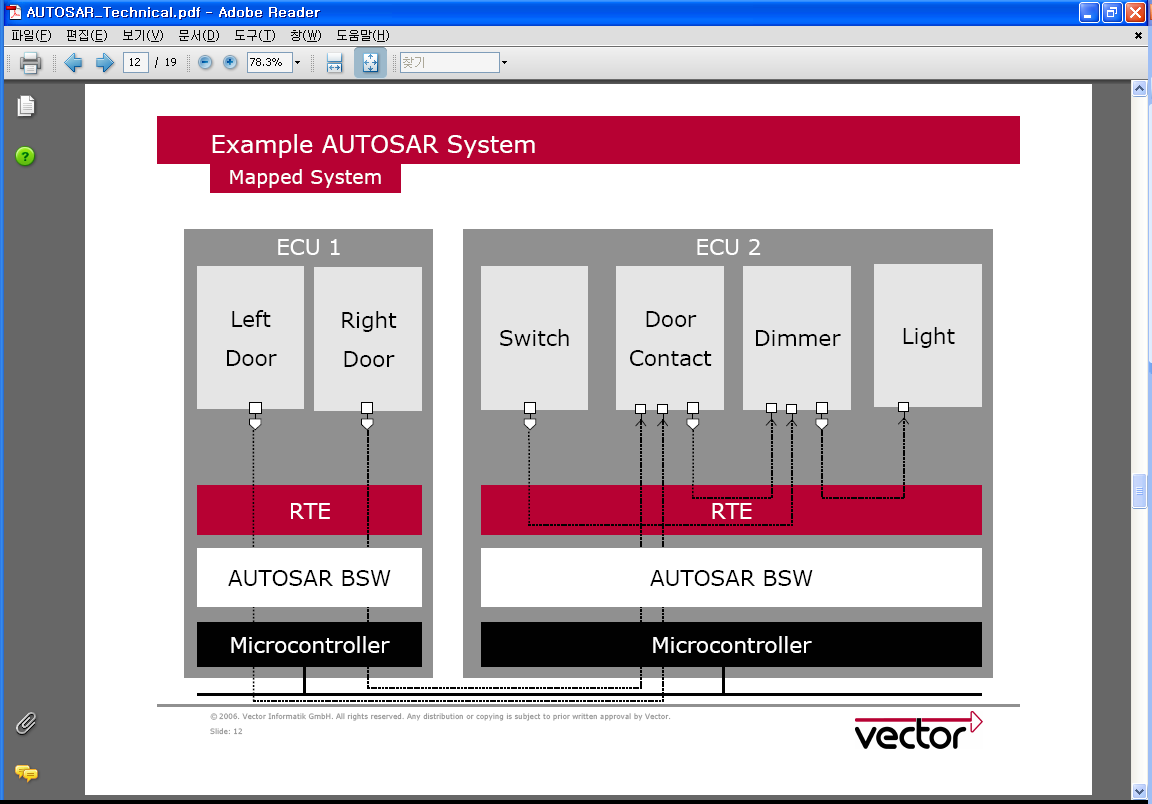 AUTOSAR_Technical.pdf - Adobe Reader
파일(F) 편집(E) 보기(V) 문서(D) 도구(T) 창(W) 도움말(H)
12 / 19 78.3% 찾기
Example AUTOSAR System
Mapped System
ECU 1
Left
Door
Right
Door
RTE
AUTOSAR BSW
Microcontroller
ECU 2
Switch
Door
Contact
Dimmer
Light
RTE
AUTOSAR BSW
Microcontroller
© 2006. Vector Informatik GmbH. All rights reserved. Any distribution or copying is subject to prior written approval by Vector.
Slide: 12
vector